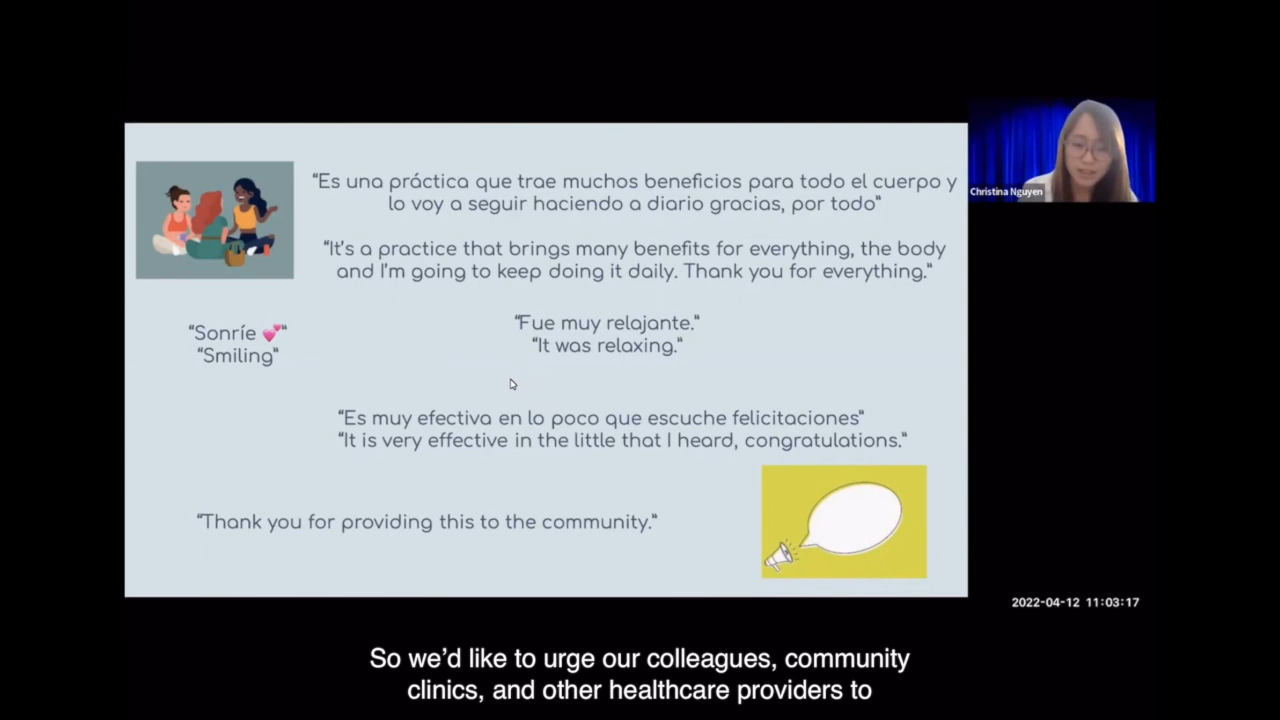 “Es una práctica que trae muchos beneficios para todo el cuerpo y
lo voy a seguir haciendo a diario gracias, por todo”
“It’s a practice that brings many benefits for everything, the body
and I’m going to keep doing it daily. Thank you for everything.”
Christina Nguyen
“Sonríe 💕”
“Smiling”
“Fue muy relajante.”
“It was relaxing.”
“Es muy efectiva en lo poco que escuche felicitaciones”
“It is very effective in the little that I heard, congratulations.”
“Thank you for providing this to the community.”
2022-04-12 11:03:17
So we’d like to urge our colleagues, community
clinics, and other healthcare providers to